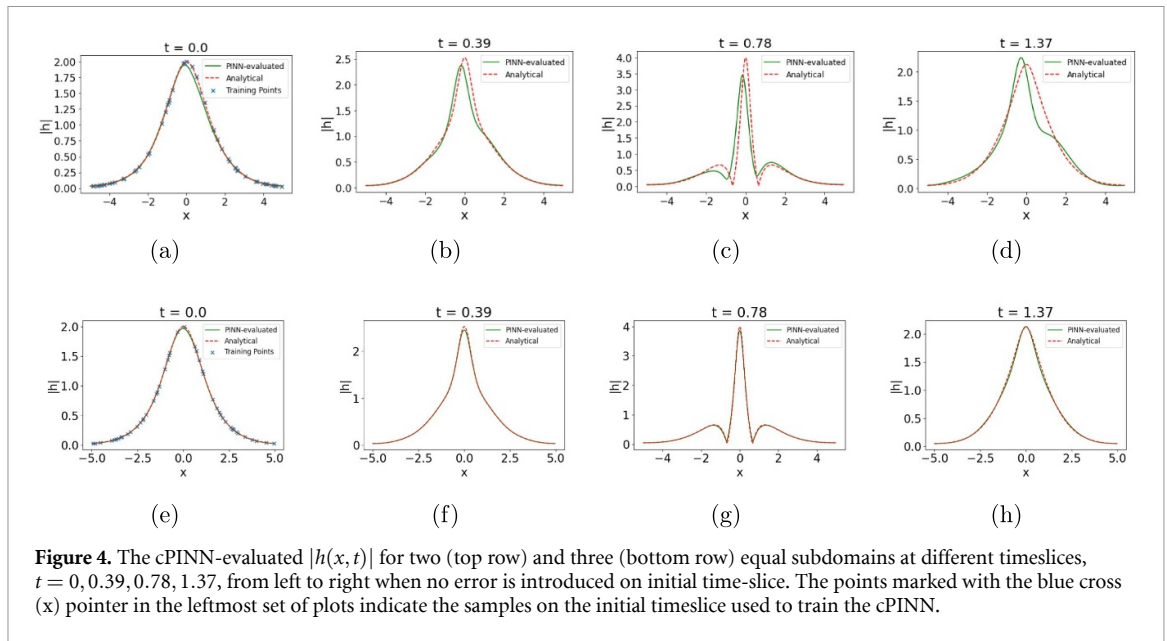 t = 0.0
t = 0.39
t = 0.78
t = 1.37
|h|
2.00
1.75
1.50
1.25
1.00
0.75
0.50
0.25
0.00
PINN-evaluated
Analytical
Training Points
−4 −2 0 2 4
x
|h|
2.5
2.0
1.5
1.0
0.5
0.0
PINN-evaluated
Analytical
−4 −2 0 2 4
x
|h|
4.0
3.5
3.0
2.5
2.0
1.5
1.0
0.5
0.0
PINN-evaluated
Analytical
−4 −2 0 2 4
x
|h|
2.0
1.5
1.0
0.5
0.0
PINN-evaluated
Analytical
−4 −2 0 2 4
x
(a)
(b)
(c)
(d)
t = 0.0
t = 0.39
t = 0.78
t = 1.37
|h|
2.0
1.5
1.0
0.5
0.0
PINN-evaluated
Analytical
Training Points
−5.0 −2.5 0.0 2.5 5.0
x
|h|
2
1
0
PINN-evaluated
Analytical
−5.0 −2.5 0.0 2.5 5.0
x
|h|
4
3
2
1
0
PINN-evaluated
Analytical
−4 −2 0 2 4
x
|h|
2.0
1.5
1.0
0.5
0.0
PINN-evaluated
Analytical
−5.0 −2.5 0.0 2.5 5.0
x
(e)
(f)
(g)
(h)
Figure 4. The cPINN-evaluated |h(x,t)| for two (top row) and three (bottom row) equal subdomains at different timeslices,
t = 0,0.39,0.78,1.37, from left to right when no error is introduced on initial time-slice. The points marked with the blue cross
(x) pointer in the leftmost set of plots indicate the samples on the initial timeslice used to train the cPINN.